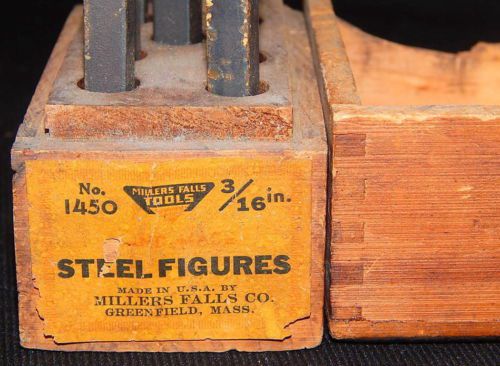 No. 1450
MILLERS FALLS
TOOLS
3/16 in.
STEEL FIGURES
MADE IN U.S.A. BY
MILLERS FALLS CO.
GREENFIELD, MASS.